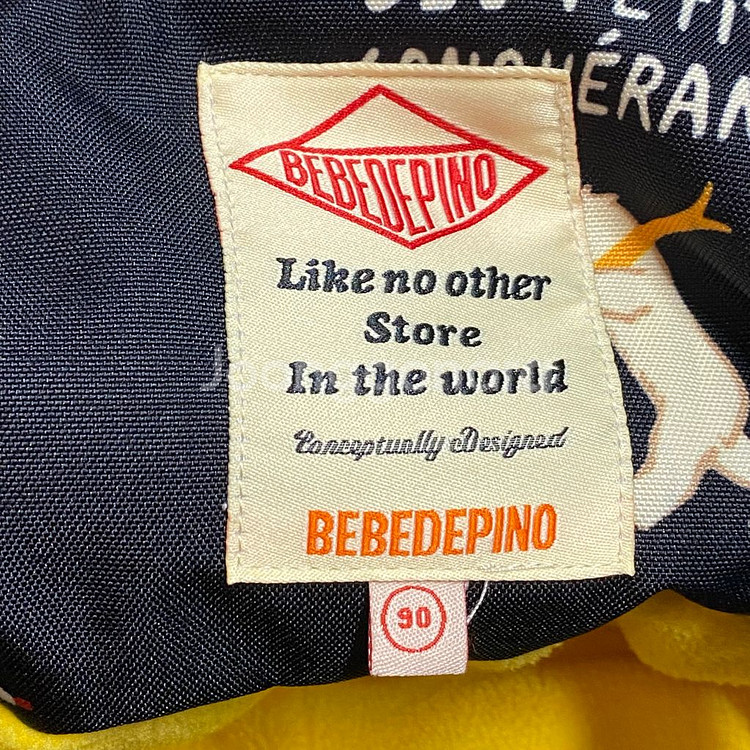 BEBEDEPINO
Like no other
Store
In the world
Conceptually Designed
BEBEDEPINO
90